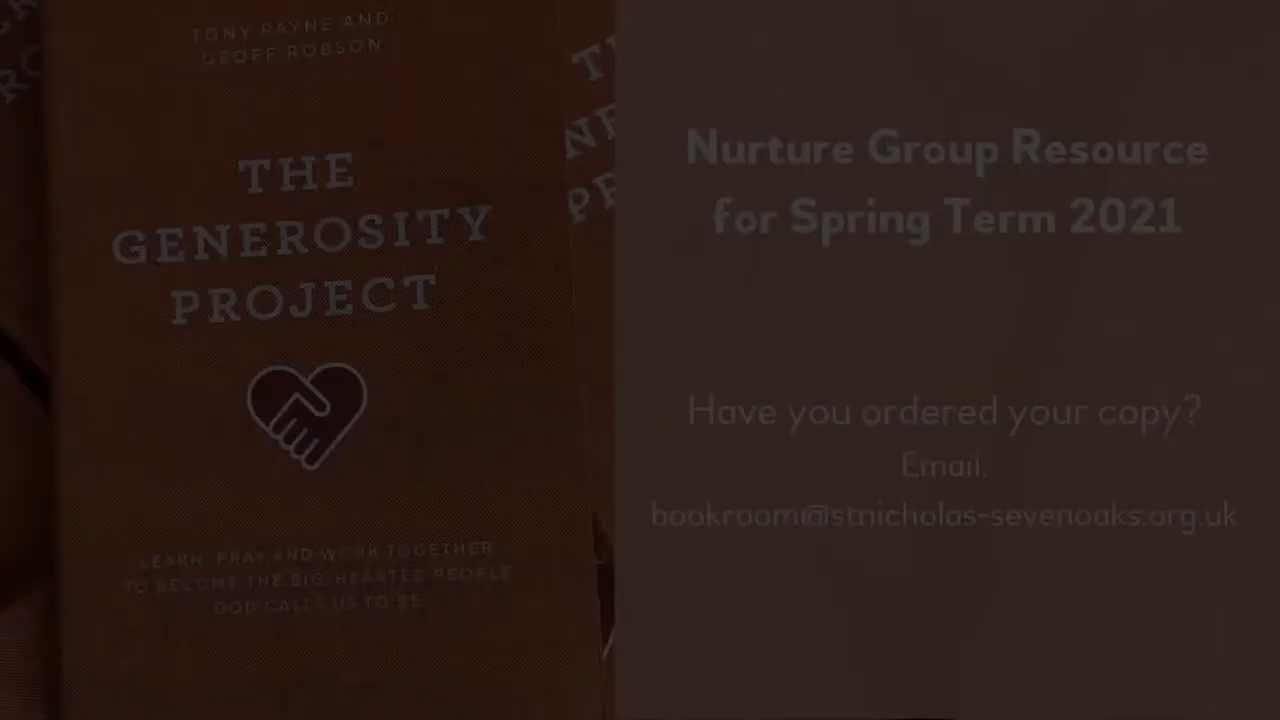 TONY PAYNE AND
GEOFF ROBSON
THE
GENEROSITY
PROJECT
LEARN, PRAY AND WORK TOGETHER
TO BECOME THE BIG-HEARTED PEOPLE
GOD CALLS US TO BE
Nurture Group Resource
for Spring Term 2021
Have you ordered your copy?
Email.
bookroom@stnicholas-sevenoaks.org.uk